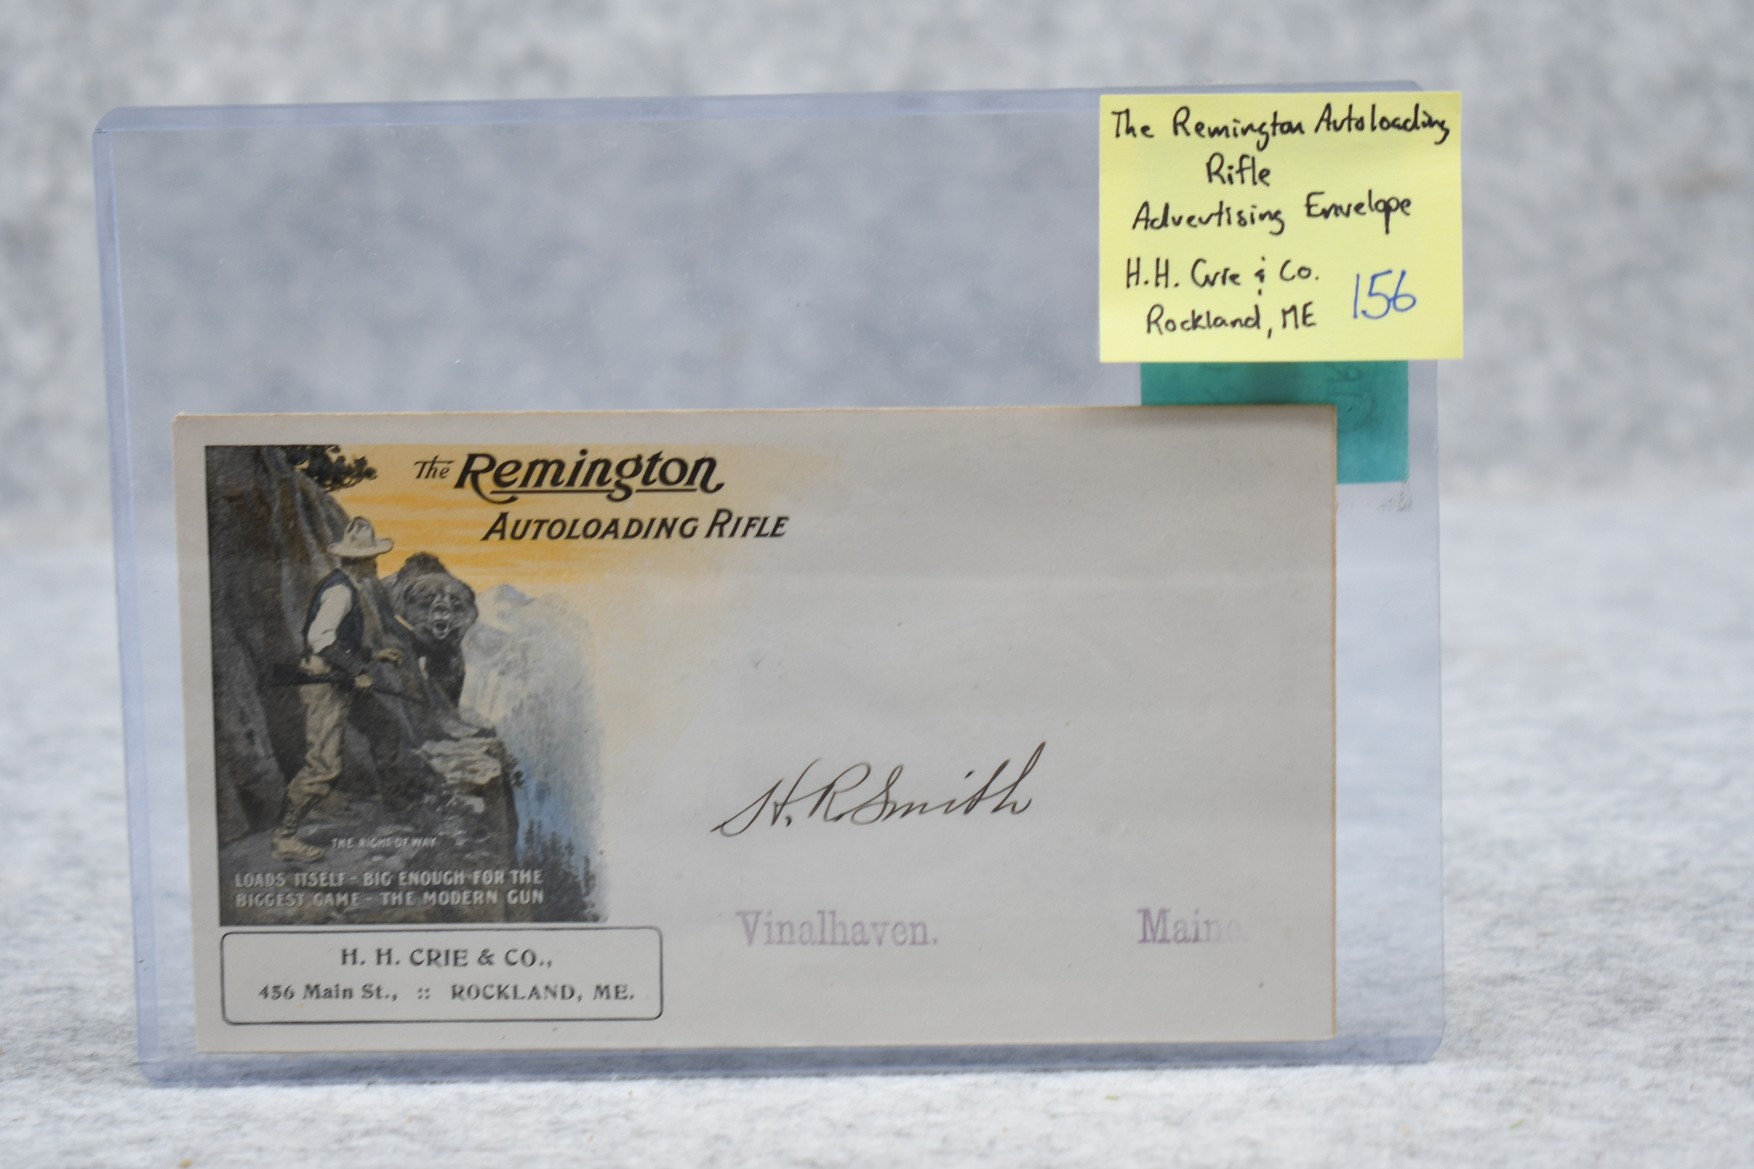 The Remington Autoloading
Rifle
Advertising Envelope
H.H. Crie & Co.
Rockland, ME
156
The Remington
AUTOLOADING RIFLE
THE RIGHT OF WAY
LOADS ITSELF - BIG ENOUGH FOR THE
BIGGEST GAME - THE MODERN GUN
H. H. CRIE & CO.,
456 Main St., :: ROCKLAND, ME.
H. R. Smith
Vinalhaven. Maine.